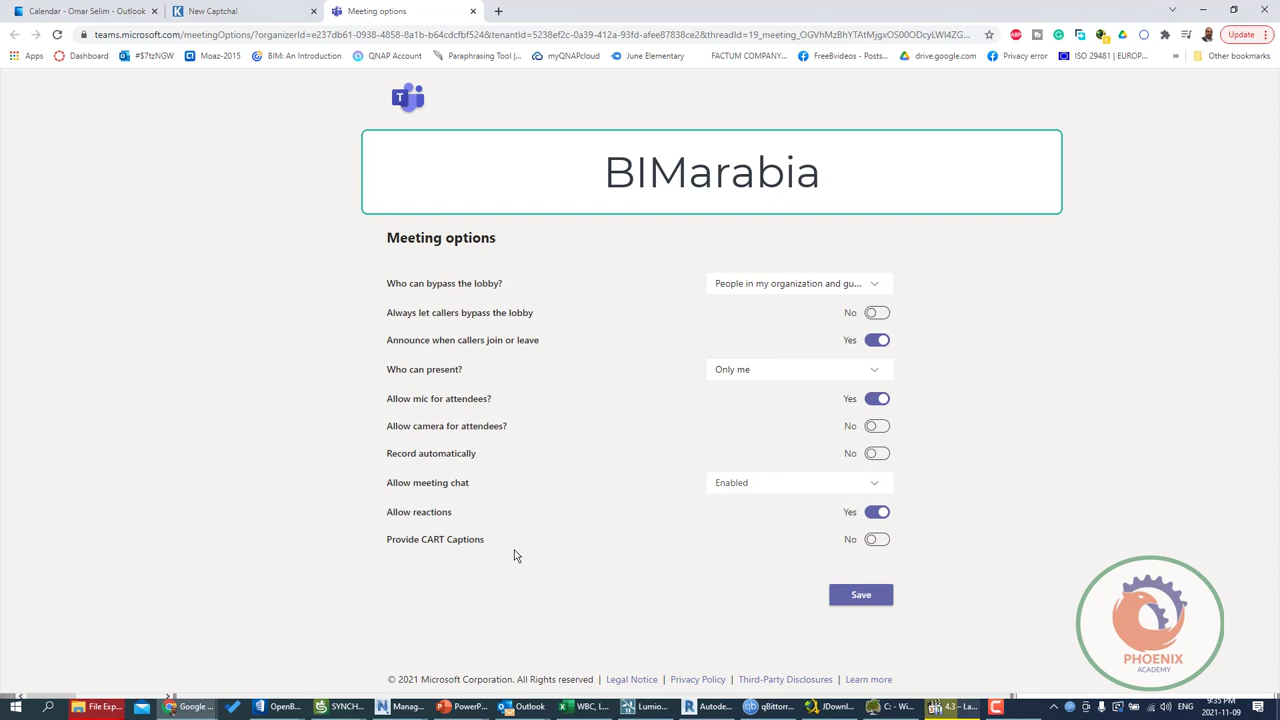 Calendar - Omar Selim - Outlook
New Captcha!
Meeting options
teams.microsoft.com/meetingOptions/?organizerId=e237db61-0938-4858-8a1b-b64cdcfbf524&tenantId=5238ef2c-0a39-412a-93fd-afee87838ce2&threadId=19_meeting_OGVhMzBhYTAtMjgxOS00ODcyLWI4ZG...
Update
Apps
Dashboard
#S7tzNGW
Moaz-2015
BIM: An Introduction
QNAP Account
Paraphrasing Tool |...
myQNAPcloud
June Elementary
FACTUM COMPANY...
FreeBvideos - Posts...
drive.google.com
Privacy error
ISO 29481 | EUROP...
Other bookmarks
BIMarabia
Meeting options
Who can bypass the lobby? People in my organization and gu...
Always let callers bypass the lobby No
Announce when callers join or leave Yes
Who can present? Only me
Allow mic for attendees? Yes
Allow camera for attendees? No
Record automatically No
Allow meeting chat Enabled
Allow reactions Yes
Provide CART Captions No
Save
PHOENIX
ACADEMY
© 2021 Microsoft Corporation. All Rights reserved | Legal Notice | Privacy Policy | Third-Party Disclosures | Learn more
File Exp...
Google ...
OpenBO...
SYNCH...
Manag...
PowerP...
Outlook
WBC, L...
Lumio...
Autode...
qBittorr...
JDownl...
C: - Wi...
4.3 – La...
9:35 PM
2021-11-09